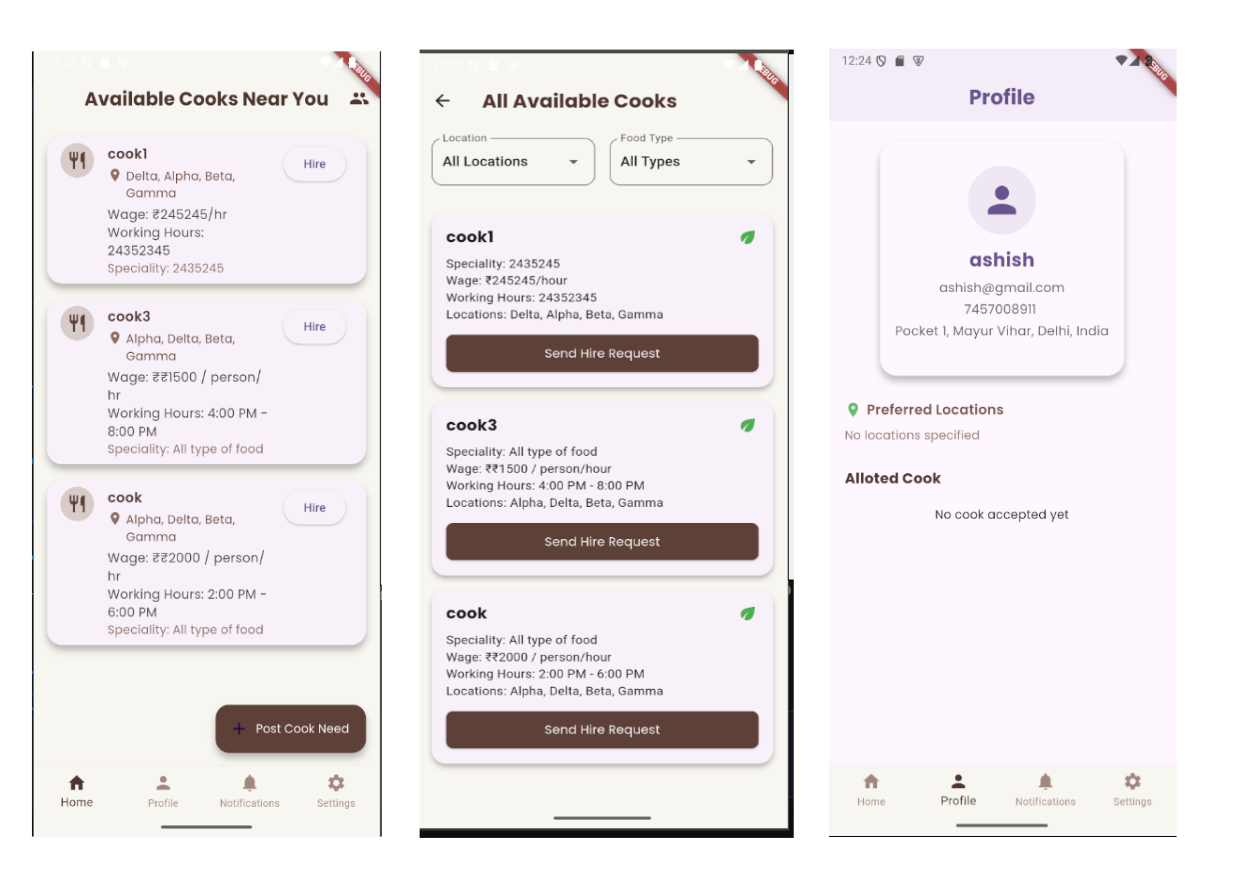 Available Cooks Near You
cook1
Hire
Delta, Alpha, Beta,
Gamma
Wage: ₹245245/hr
Working Hours:
24352345
Speciality: 2435245
cook3
Hire
Alpha, Delta, Beta,
Gamma
Wage: ₹₹1500 / person/
hr
Working Hours: 4:00 PM -
8:00 PM
Speciality: All type of food
cook
Hire
Alpha, Delta, Beta,
Gamma
Wage: ₹₹2000 / person/
hr
Working Hours: 2:00 PM -
6:00 PM
Speciality: All type of food
+ Post Cook Need
Home Profile Notifications Settings
All Available Cooks
Location Food Type
All Locations All Types
cook1
Speciality: 2435245
Wage: ₹245245/hour
Working Hours: 24352345
Locations: Delta, Alpha, Beta, Gamma
Send Hire Request
cook3
Speciality: All type of food
Wage: ₹₹1500 / person/hour
Working Hours: 4:00 PM - 8:00 PM
Locations: Alpha, Delta, Beta, Gamma
Send Hire Request
cook
Speciality: All type of food
Wage: ₹₹2000 / person/hour
Working Hours: 2:00 PM - 6:00 PM
Locations: Alpha, Delta, Beta, Gamma
Send Hire Request
12:24
Profile
ashish
ashish@gmail.com
7457008911
Pocket 1, Mayur Vihar, Delhi, India
Preferred Locations
No locations specified
Alloted Cook
No cook accepted yet
Home Profile Notifications Settings